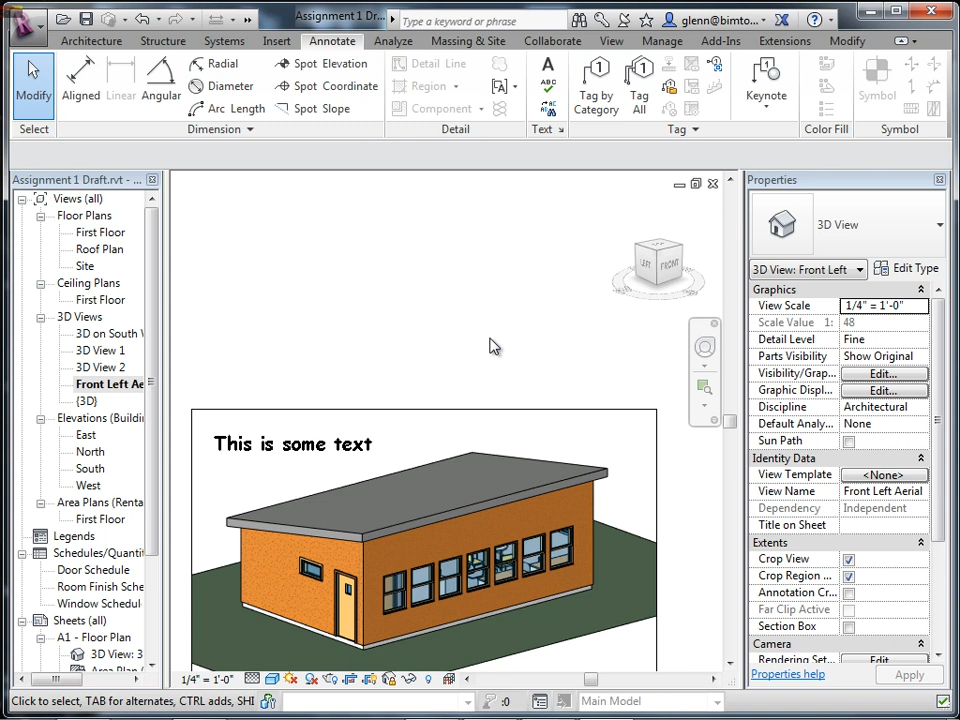 Assignment 1 Dr...
Type a keyword or phrase
glenn@bimto...
Architecture Structure Systems Insert Annotate Analyze Massing & Site Collaborate View Manage Add-Ins Extensions Modify
Modify
Aligned
Linear
Angular
Radial
Diameter
Arc Length
Spot Elevation
Spot Coordinate
Spot Slope
Detail Line
Region
Component
A
ABC
Tag by
Category
Tag
All
Keynote
Symbol
Select Dimension Detail Text Tag Color Fill Symbol
Assignment 1 Draft.rvt - ...
Views (all)
Floor Plans
First Floor
Roof Plan
Site
Ceiling Plans
First Floor
3D Views
3D on South
3D View 1
3D View 2
Front Left Ae
{3D}
Elevations (Buildin
East
North
South
West
Area Plans (Renta
First Floor
Legends
Schedules/Quanti
Door Schedule
Room Finish Sche
Window Schedul
Sheets (all)
A1 - Floor Plan
3D View: 3
LEFT FRONT
This is some text
1/4" = 1'-0"
Properties
3D View
3D View: Front Left
Edit Type
Graphics
View Scale 1/4" = 1'-0"
Scale Value 1: 48
Detail Level Fine
Parts Visibility Show Original
Visibility/Grap... Edit...
Graphic Displ... Edit...
Discipline Architectural
Default Analy... None
Sun Path
Identity Data
View Template <None>
View Name Front Left Aerial
Dependency Independent
Title on Sheet
Extents
Crop View
Crop Region ...
Annotation Cr...
Far Clip Active
Section Box
Camera
Rendering Set... Edit...
Properties help Apply
Click to select, TAB for alternates, CTRL adds, SHI
:0
Main Model